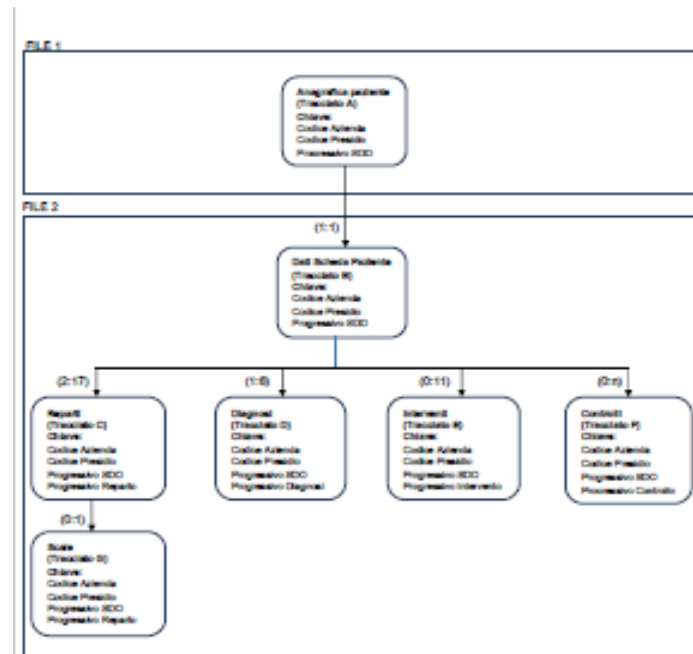 FILE 1
Anagrafica paziente
(Tracciato A)
Chiave:
Codice Azienda
Codice Presidio
Progressivo SDO
FILE 2
(1:1)
Dati Scheda Paziente
(Tracciato B)
Chiave:
Codice Azienda
Codice Presidio
Progressivo SDO
(2:17)
(1:6)
(0:11)
(0:n)
Reparti
(Tracciato C)
Chiave:
Codice Azienda
Codice Presidio
Progressivo SDO
Progressivo Reparto
Diagnosi
(Tracciato D)
Chiave:
Codice Azienda
Codice Presidio
Progressivo SDO
Progressivo Diagnosi
Interventi
(Tracciato E)
Chiave:
Codice Azienda
Codice Presidio
Progressivo SDO
Progressivo Intervento
Controlli
(Tracciato F)
Chiave:
Codice Azienda
Codice Presidio
Progressivo SDO
Progressivo Controllo
(0:1)
Scale
(Tracciato G)
Chiave:
Codice Azienda
Codice Presidio
Progressivo SDO
Progressivo Reparto